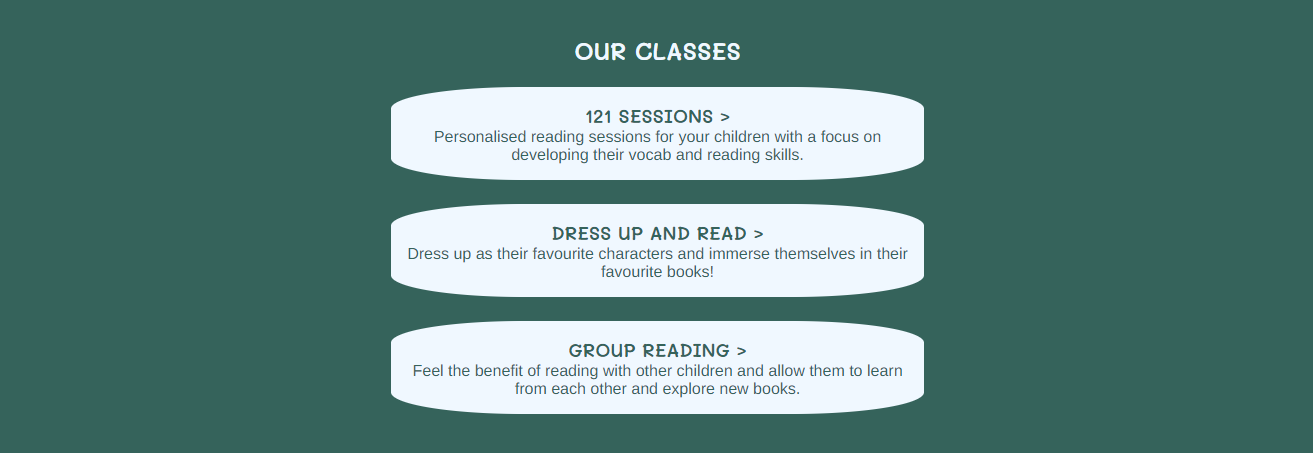 OUR CLASSES
121 SESSIONS >
Personalised reading sessions for your children with a focus on
developing their vocab and reading skills.
DRESS UP AND READ >
Dress up as their favourite characters and immerse themselves in their
favourite books!
GROUP READING >
Feel the benefit of reading with other children and allow them to learn
from each other and explore new books.